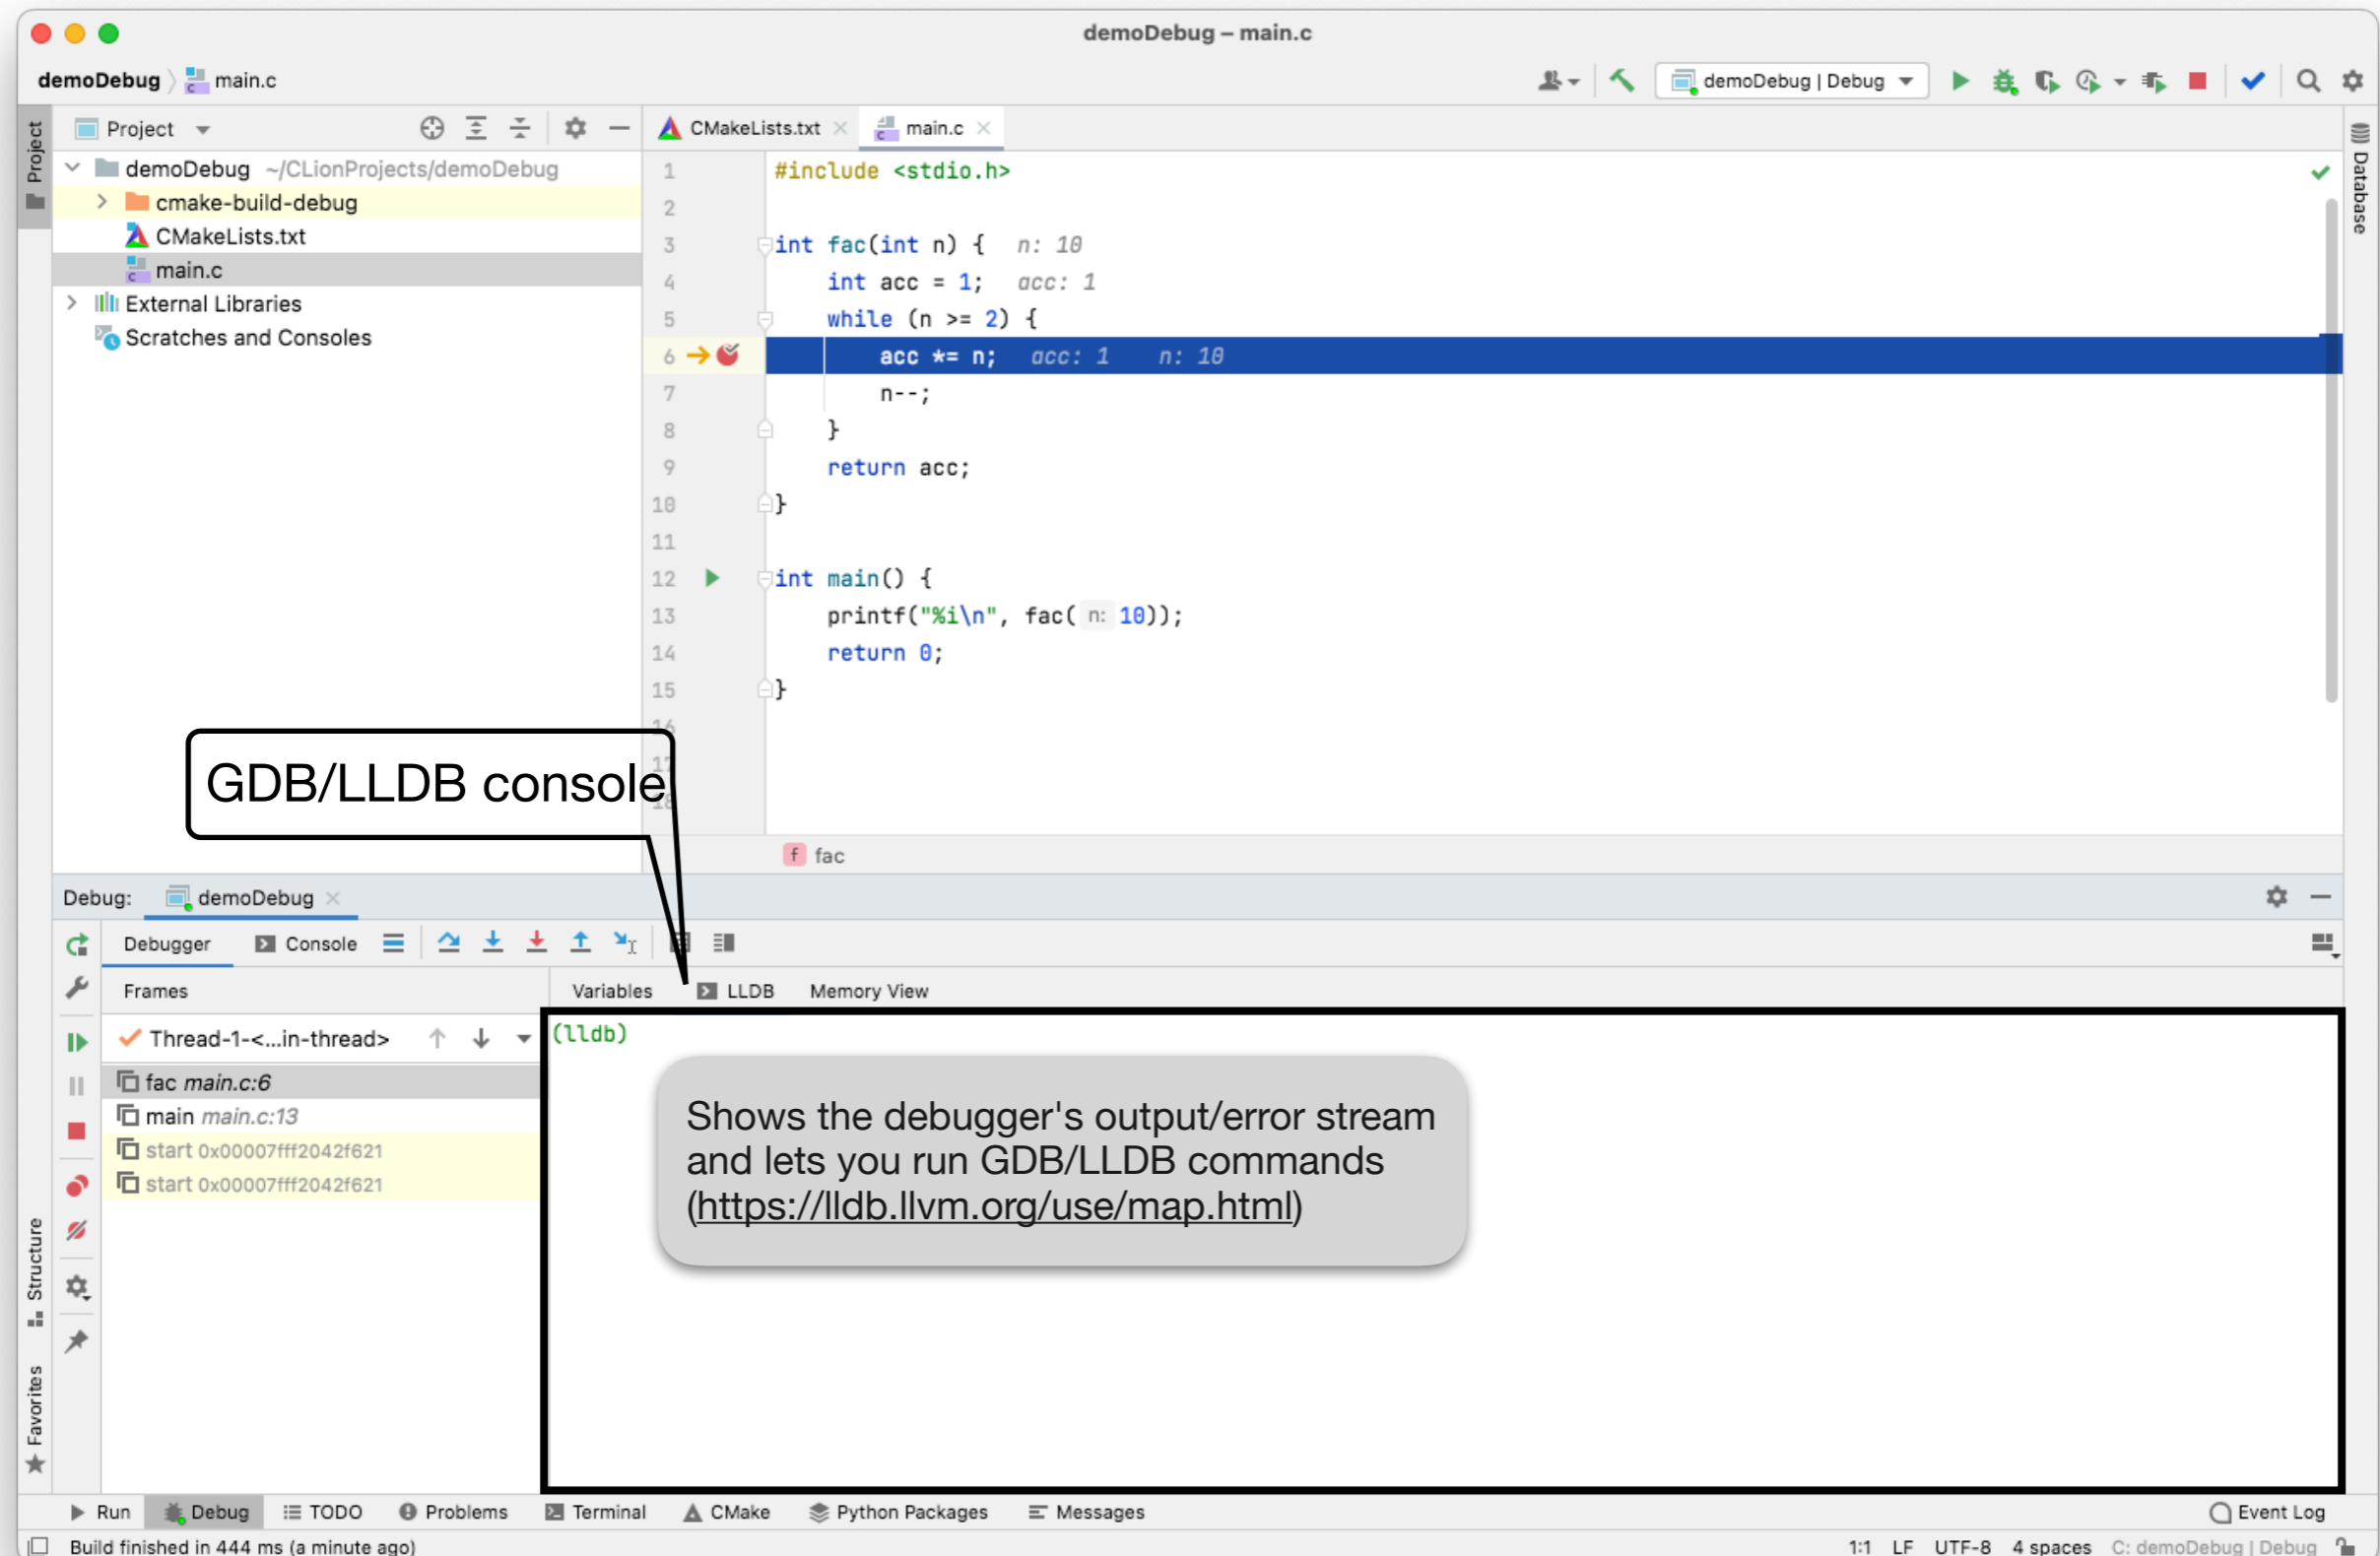 demoDebug – main.c
demoDebug main.c
demoDebug | Debug
Project
Project
demoDebug ~/CLionProjects/demoDebug
cmake-build-debug
CMakeLists.txt
main.c
External Libraries
Scratches and Consoles
CMakeLists.txt main.c
1 #include <stdio.h>
2
3 int fac(int n) { n: 10
4 int acc = 1; acc: 1
5 while (n >= 2) {
6 acc *= n; acc: 1 n: 10
7 n--;
8 }
9 return acc;
10 }
11
12 int main() {
13 printf("%i\n", fac( n: 10));
14 return 0;
15 }
16
17
18
f fac
Database
GDB/LLDB console
Debug: demoDebug
Debugger Console
Frames
Variables LLDB Memory View
Thread-1-<...in-thread>
fac main.c:6
main main.c:13
start 0x00007fff2042f621
start 0x00007fff2042f621
(lldb)
Shows the debugger's output/error stream
and lets you run GDB/LLDB commands
(https://lldb.llvm.org/use/map.html)
Structure
Favorites
Run Debug TODO Problems Terminal CMake Python Packages Messages Event Log
Build finished in 444 ms (a minute ago) 1:1 LF UTF-8 4 spaces C: demoDebug | Debug